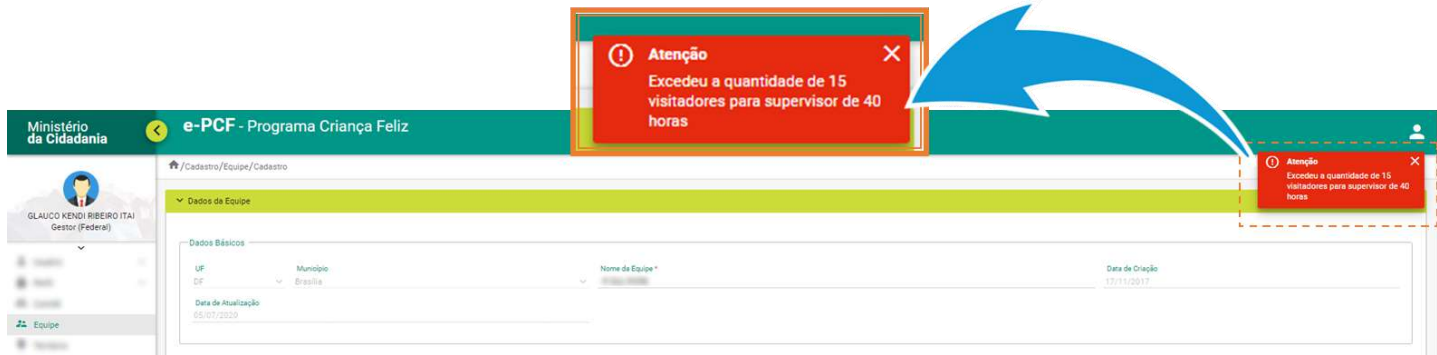 Atenção
Excedeu a quantidade de 15
visitadores para supervisor de 40
horas
Ministério
da Cidadania
e-PCF - Programa Criança Feliz
/Cadastro/Equipe/Cadastro
Atenção
Excedeu a quantidade de 15
visitadores para supervisor de 40
horas
Dados da Equipe
GLAUCO KENDI RIBEIRO ITAI
Gestor (Federal)
Dados Básicos
UF Município Nome da Equipe * Data de Criação
DF Brasília 17/11/2017
Data de Atualização
05/07/2020
Equipe